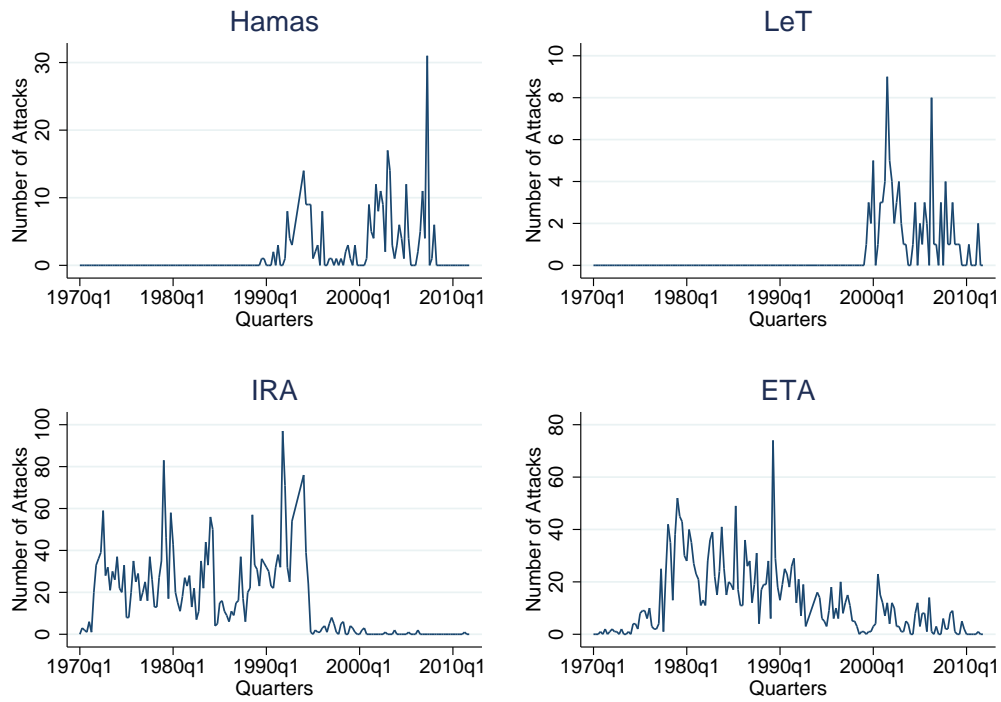 Hamas
Number of Attacks
30
20
10
0
1970q1 1980q1 1990q1 2000q1 2010q1
Quarters
LeT
Number of Attacks
10
8
6
4
2
0
1970q1 1980q1 1990q1 2000q1 2010q1
Quarters
IRA
Number of Attacks
100
80
60
40
20
0
1970q1 1980q1 1990q1 2000q1 2010q1
Quarters
ETA
Number of Attacks
80
60
40
20
0
1970q1 1980q1 1990q1 2000q1 2010q1
Quarters